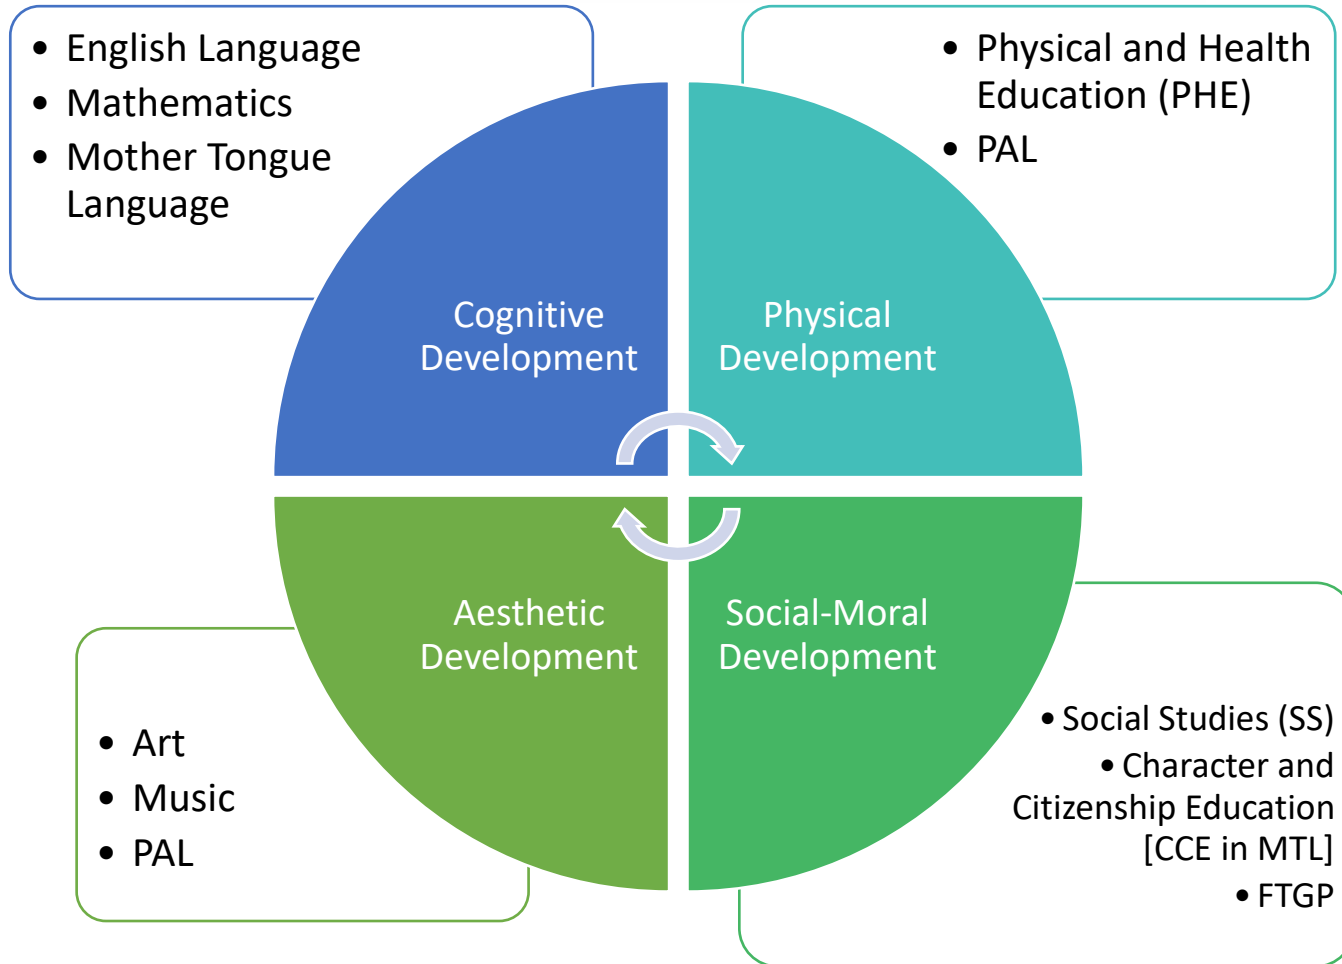 • English Language
• Mathematics
• Mother Tongue
Language
• Physical and Health
Education (PHE)
• PAL
Cognitive
Development
Physical
Development
Aesthetic
Development
Social-Moral
Development
• Art
• Music
• PAL
• Social Studies (SS)
• Character and
Citizenship Education
[CCE in MTL]
• FTGP